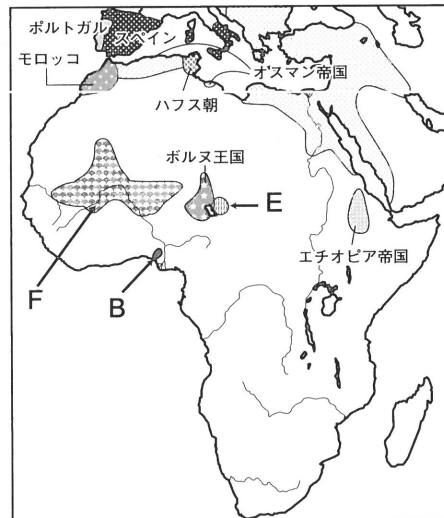 ポルトガル
スペイン
モロッコ
オスマン帝国
ハフス朝
ボルヌ王国
E
エチオピア帝国
F
B